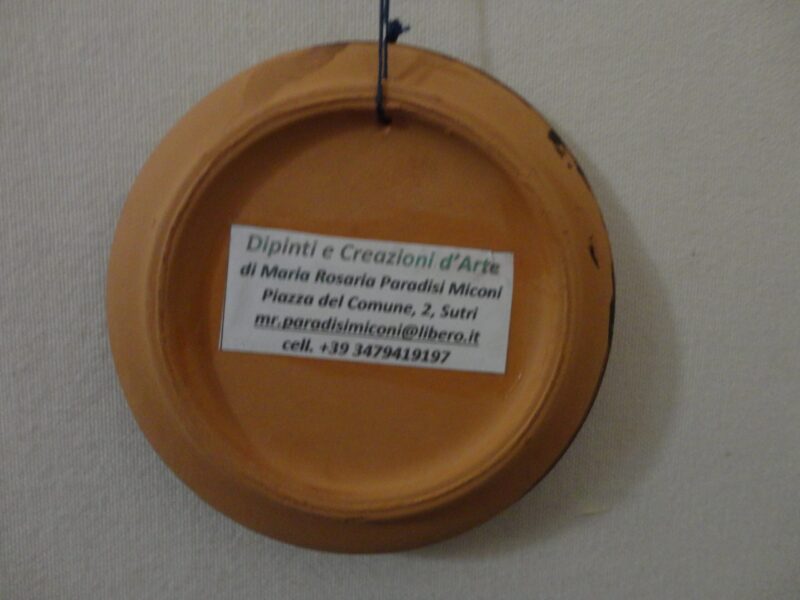 Dipinti e Creazioni d'Arte
di Maria Rosaria Paradisi Miconi
Piazza del Comune, 2, Sutri
mr.paradisimiconi@libero.it
cell. +39 3479419197